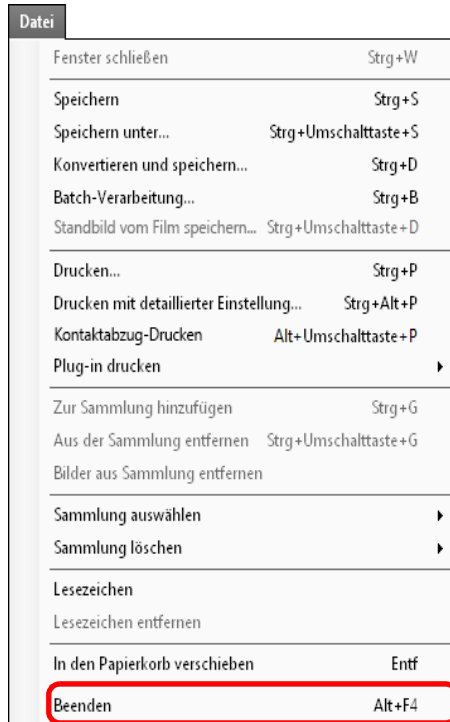 Datei
Fenster schließen Strg+W
Speichern Strg+S
Speichern unter... Strg+Umschalttaste+S
Konvertieren und speichern... Strg+D
Batch-Verarbeitung... Strg+B
Standbild vom Film speichern... Strg+Umschalttaste+D
Drucken... Strg+P
Drucken mit detaillierter Einstellung... Strg+Alt+P
Kontaktabzug-Drucken Alt+Umschalttaste+P
Plug-in drucken
Zur Sammlung hinzufügen Strg+G
Aus der Sammlung entfernen Strg+Umschalttaste+G
Bilder aus Sammlung entfernen
Sammlung auswählen
Sammlung löschen
Lesezeichen
Lesezeichen entfernen
In den Papierkorb verschieben Entf
Beenden Alt+F4